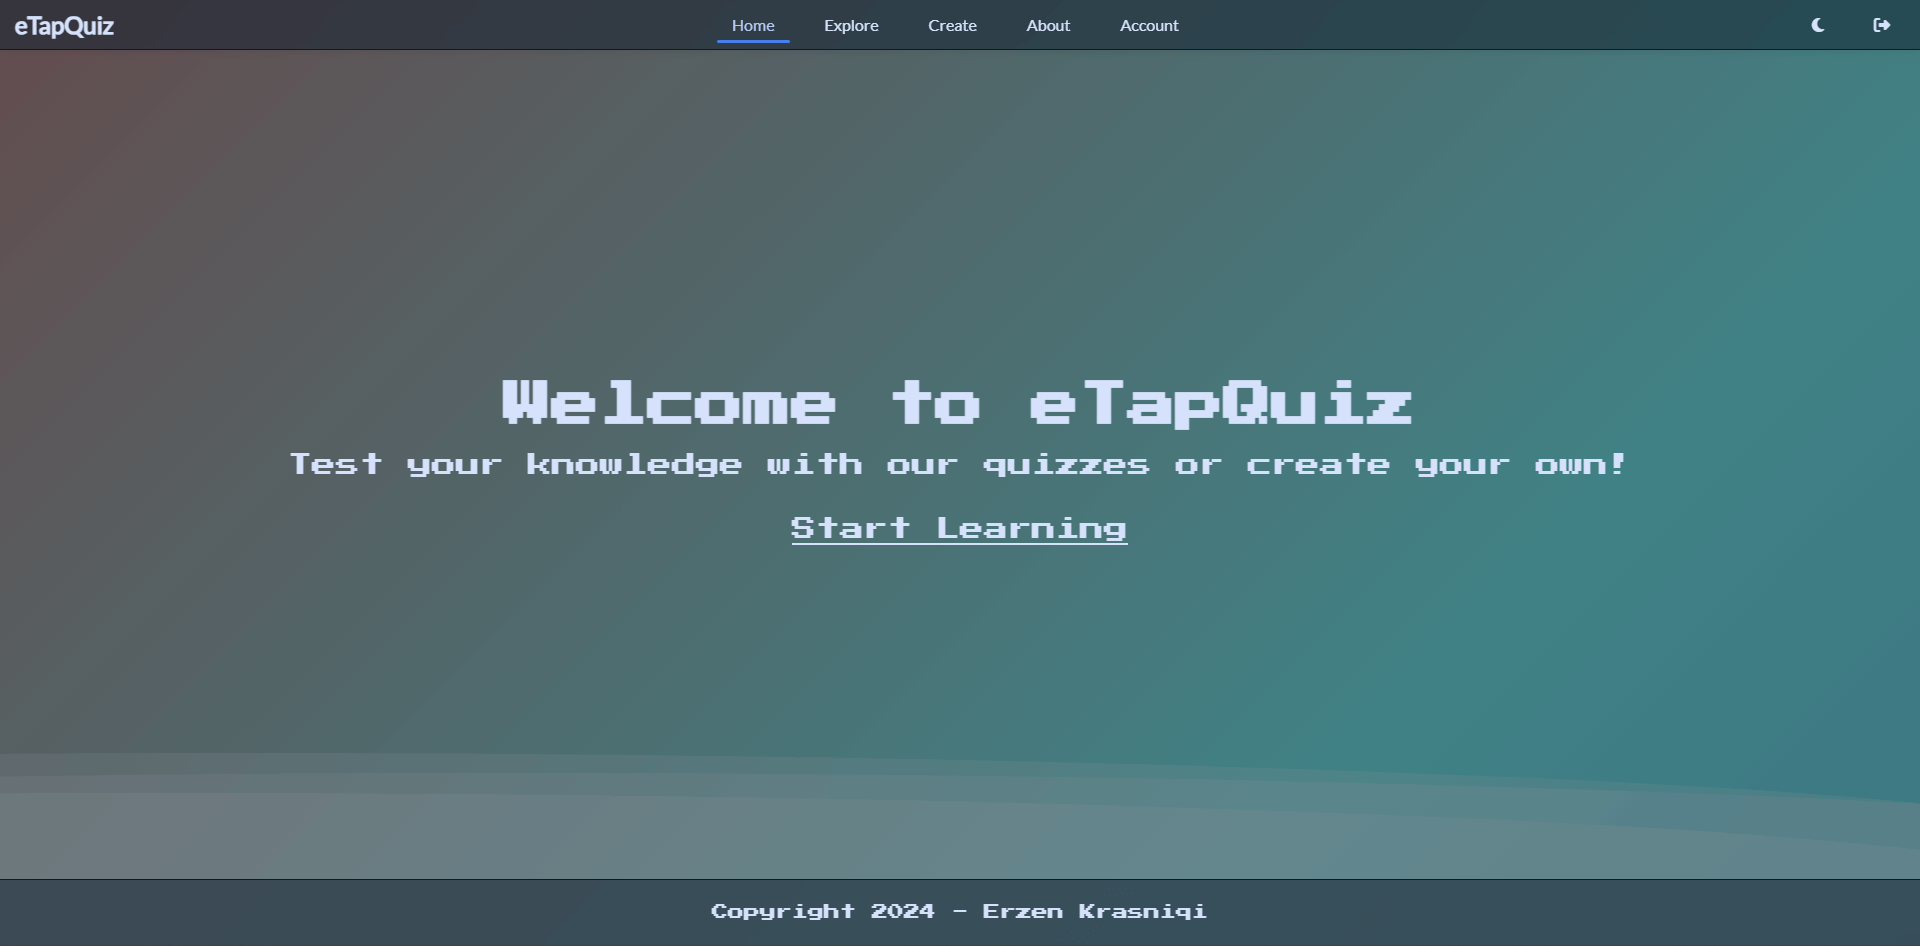 eTapQuiz
Home Explore Create About Account
Welcome to eTapQuiz
Test your knowledge with our quizzes or create your own!
Start Learning
Copyright 2024 - Erzen Krasniqi